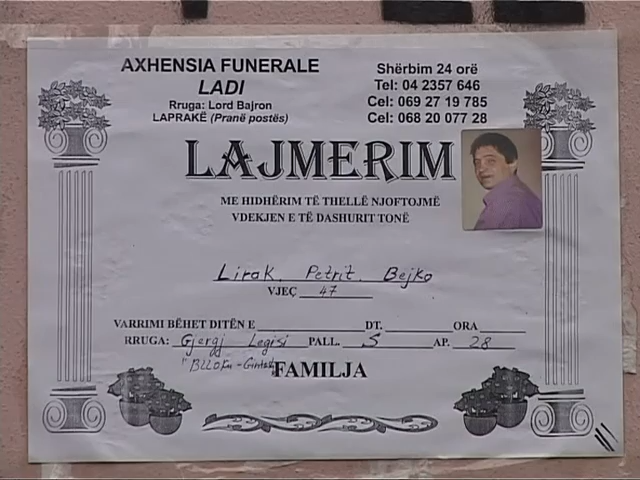 AXHENSIA FUNERALE
LADI
Rruga: Lord Bajron
LAPRAKË (Pranë postës)
Shërbim 24 orë
Tel: 04 2357 646
Cel: 069 27 19 785
Cel: 068 20 077 28
LAJMERIM
ME HIDHËRIM TË THELLË NJOFTOJMË
VDEKJEN E TË DASHURIT TONË
Lirak. Petrit. Bejko
VJEÇ 47
VARRIMI BËHET DITËN E DT. ORA
RRUGA: Gjergj Legisi PALL. 5 AP. 28
"BLLOKu -
FAMILJA